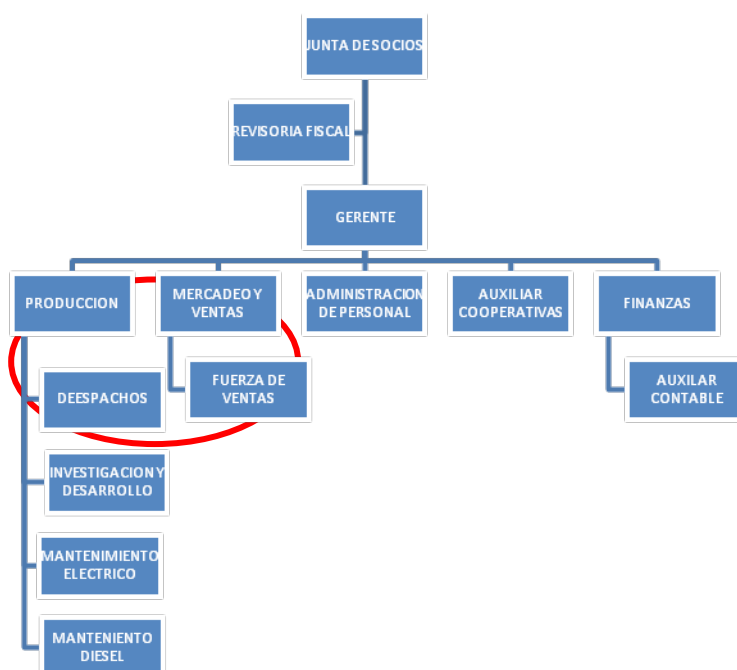 JUNTA DE SOCIOS
REVISORIA FISCAL
GERENTE
PRODUCCION
MERCADEO Y
VENTAS
ADMINISTRACION
DE PERSONAL
AUXILIAR
COOPERATIVAS
FINANZAS
DEESPACHOS
FUERZA DE
VENTAS
AUXILAR
CONTABLE
INVESTIGACION Y
DESARROLLO
MANTENIMIENTO
ELECTRICO
MANTENIENTO
DIESEL